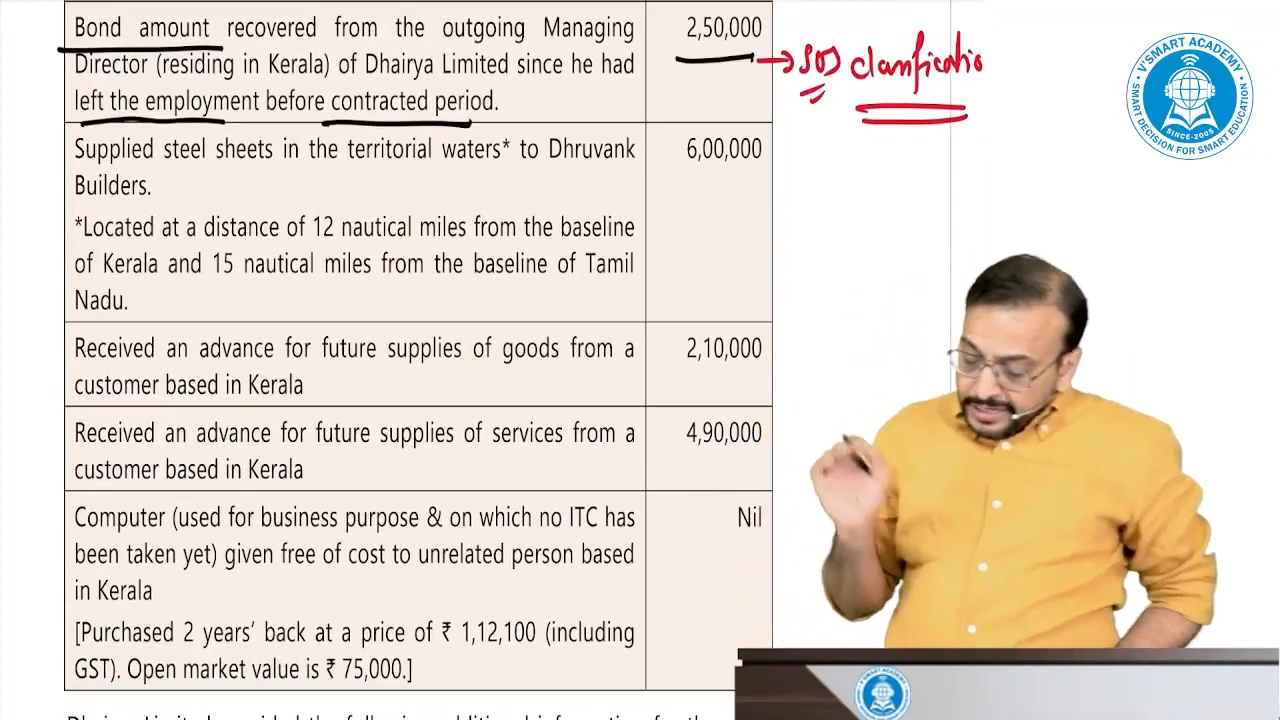 Bond amount recovered from the outgoing Managing
Director (residing in Kerala) of Dhairya Limited since he had
left the employment before contracted period.
2,50,000
clarificatio
Supplied steel sheets in the territorial waters* to Dhruvank
Builders.
*Located at a distance of 12 nautical miles from the baseline
of Kerala and 15 nautical miles from the baseline of Tamil
Nadu.
6,00,000
Received an advance for future supplies of goods from a
customer based in Kerala
2,10,000
Received an advance for future supplies of services from a
customer based in Kerala
4,90,000
Computer (used for business purpose & on which no ITC has
been taken yet) given free of cost to unrelated person based
in Kerala
[Purchased 2 years’ back at a price of ₹ 1,12,100 (including
GST). Open market value is ₹ 75,000.]
Nil
V'SMART ACADEMY
SINCE-2005
SMART DECISION FOR SMART EDUCATION